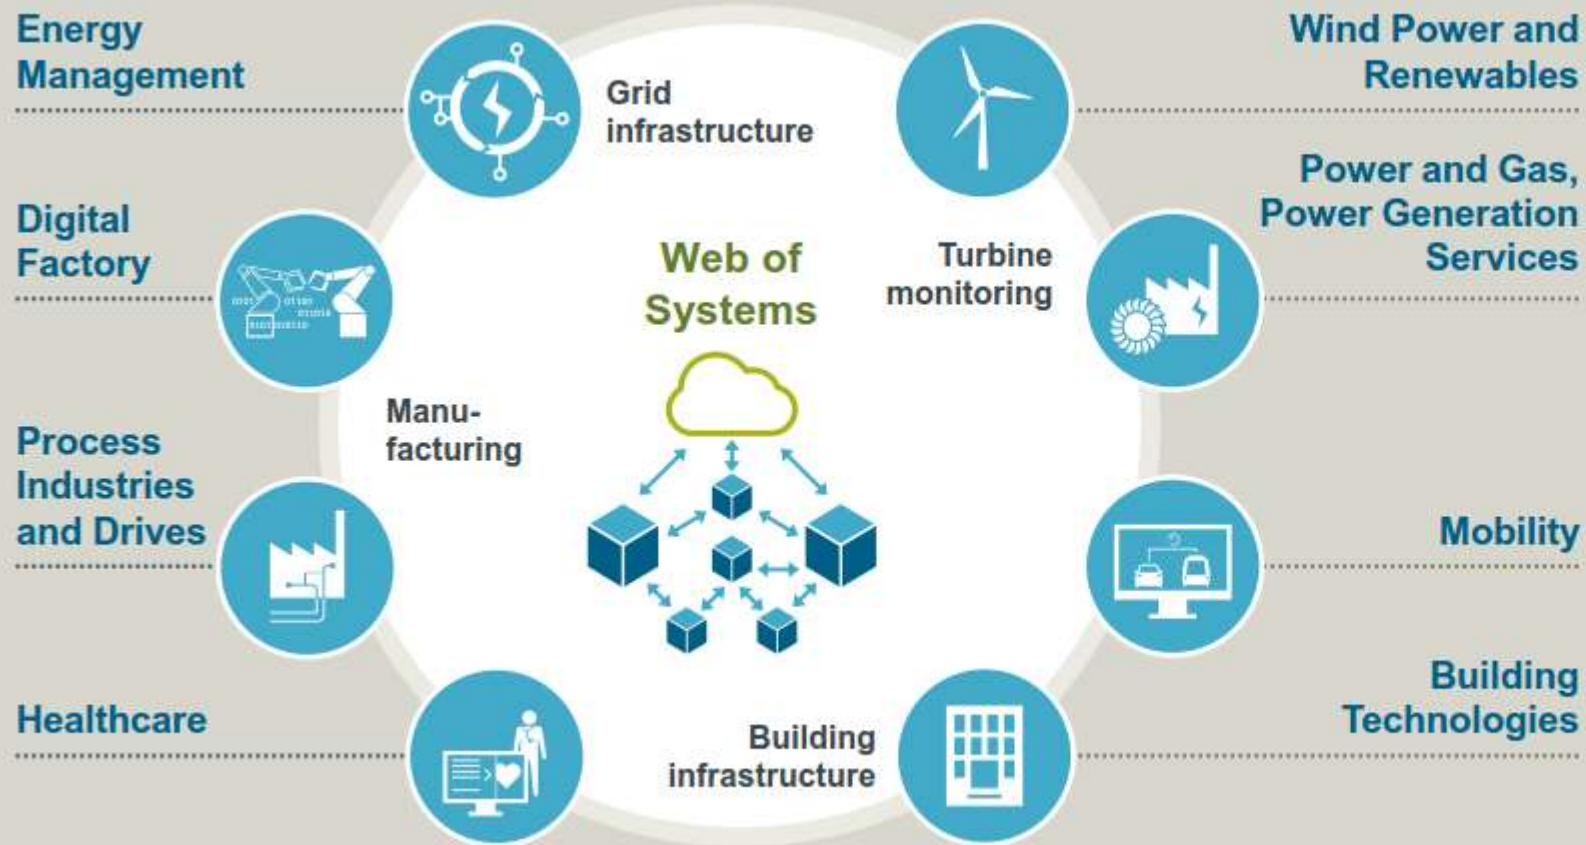 Energy
Management
Grid
infrastructure
Wind Power and
Renewables
Digital
Factory
Web of
Systems
Turbine
monitoring
Power and Gas,
Power Generation
Services
Manu-
facturing
Process
Industries
and Drives
Mobility
Healthcare
Building
infrastructure
Building
Technologies